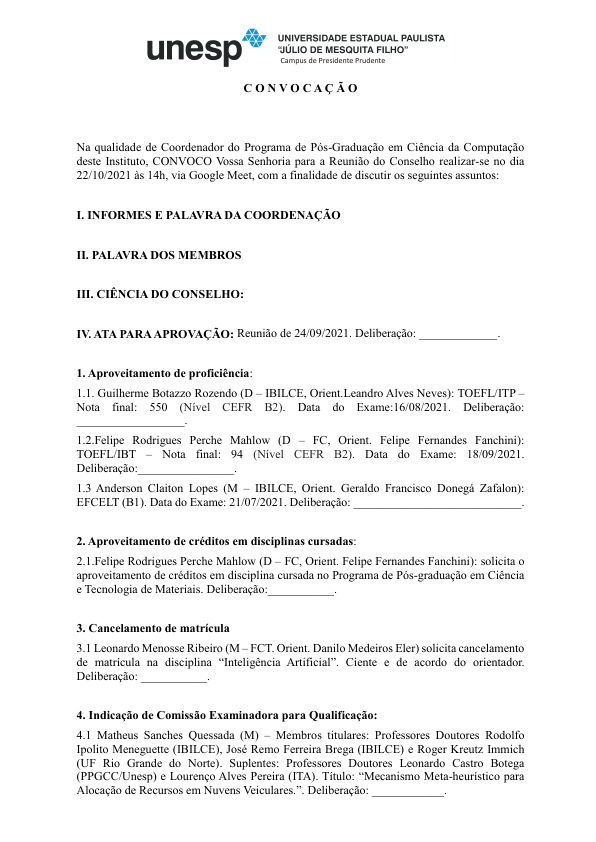 unesp
UNIVERSIDADE ESTADUAL PAULISTA
“JÚLIO DE MESQUITA FILHO”
Campus de Presidente Prudente
C O N V O C A Ç Ã O
Na qualidade de Coordenador do Programa de Pós-Graduação em Ciência da Computação
deste Instituto, CONVOCO Vossa Senhoria para a Reunião do Conselho realizar-se no dia
22/10/2021 às 14h, via Google Meet, com a finalidade de discutir os seguintes assuntos:
I. INFORMES E PALAVRA DA COORDENAÇÃO
II. PALAVRA DOS MEMBROS
III. CIÊNCIA DO CONSELHO:
IV. ATA PARA APROVAÇÃO: Reunião de 24/09/2021. Deliberação: _____________.
1. Aproveitamento de proficiência:
1.1. Guilherme Botazzo Rozendo (D – IBILCE, Orient.Leandro Alves Neves): TOEFL/ITP –
Nota final: 550 (Nível CEFR B2). Data do Exame:16/08/2021. Deliberação:
__________________.
1.2.Felipe Rodrigues Perche Mahlow (D – FC, Orient. Felipe Fernandes Fanchini):
TOEFL/IBT – Nota final: 94 (Nível CEFR B2). Data do Exame: 18/09/2021.
Deliberação:________________.
1.3 Anderson Claiton Lopes (M – IBILCE, Orient. Geraldo Francisco Donegá Zafalon):
EFCELT (B1). Data do Exame: 21/07/2021. Deliberação: ____________________________.
2. Aproveitamento de créditos em disciplinas cursadas:
2.1.Felipe Rodrigues Perche Mahlow (D – FC, Orient. Felipe Fernandes Fanchini): solicita o
aproveitamento de créditos em disciplina cursada no Programa de Pós-graduação em Ciência
e Tecnologia de Materiais. Deliberação:___________.
3. Cancelamento de matrícula
3.1 Leonardo Menosse Ribeiro (M – FCT. Orient. Danilo Medeiros Eler) solicita cancelamento
de matrícula na disciplina “Inteligência Artificial”. Ciente e de acordo do orientador.
Deliberação: ___________.
4. Indicação de Comissão Examinadora para Qualificação:
4.1 Matheus Sanches Quessada (M) – Membros titulares: Professores Doutores Rodolfo
Ipolito Meneguette (IBILCE), José Remo Ferreira Brega (IBILCE) e Roger Kreutz Immich
(UF Rio Grande do Norte). Suplentes: Professores Doutores Leonardo Castro Botega
(PPGCC/Unesp) e Lourenço Alves Pereira (ITA). Título: “Mecanismo Meta-heurístico para
Alocação de Recursos em Nuvens Veiculares.”. Deliberação: ____________.